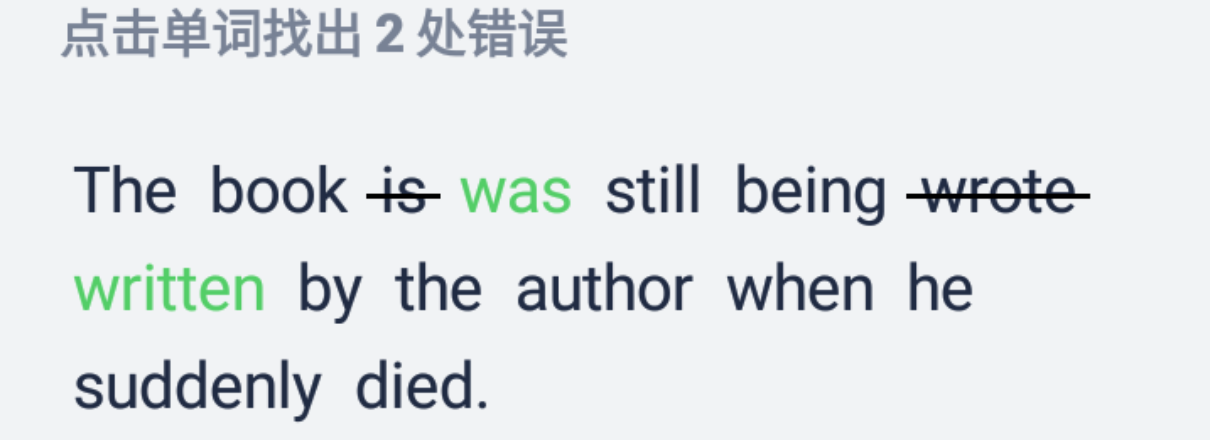 点击单词找出 2 处错误
The book is was still being wrote
written by the author when he
suddenly died.